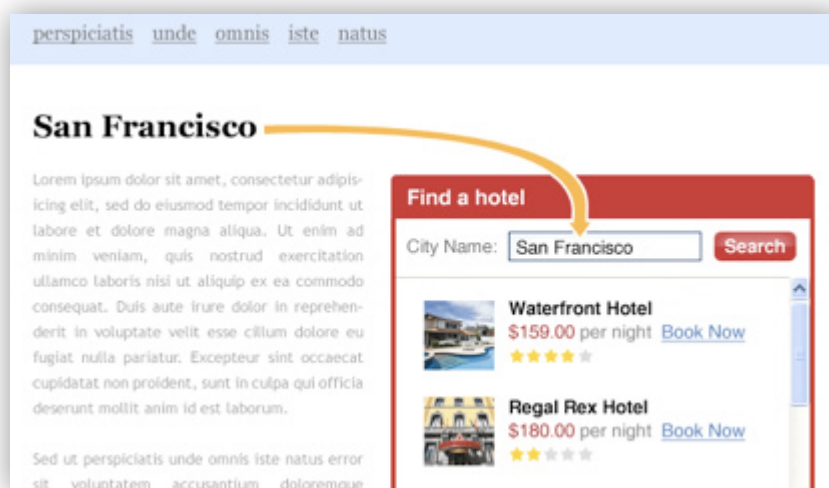 perspiciatis unde omnis iste natus
San Francisco
Lorem ipsum dolor sit amet, consectetur adipis-
icing elit, sed do eiusmod tempor incididunt ut
labore et dolore magna aliqua. Ut enim ad
minim veniam, quis nostrud exercitation
ullamco laboris nisi ut aliquip ex ea commodo
consequat. Duis aute irure dolor in reprehen-
derit in voluptate velit esse cillum dolore eu
fugiat nulla pariatur. Excepteur sint occaecat
cupidatat non proident, sunt in culpa qui officia
deserunt mollit anim id est laborum.
Sed ut perspiciatis unde omnis iste natus error
sit voluptatem accusantium doloremque
Find a hotel
City Name: San Francisco Search
Waterfront Hotel
$159.00 per night Book Now
Regal Rex Hotel
$180.00 per night Book Now